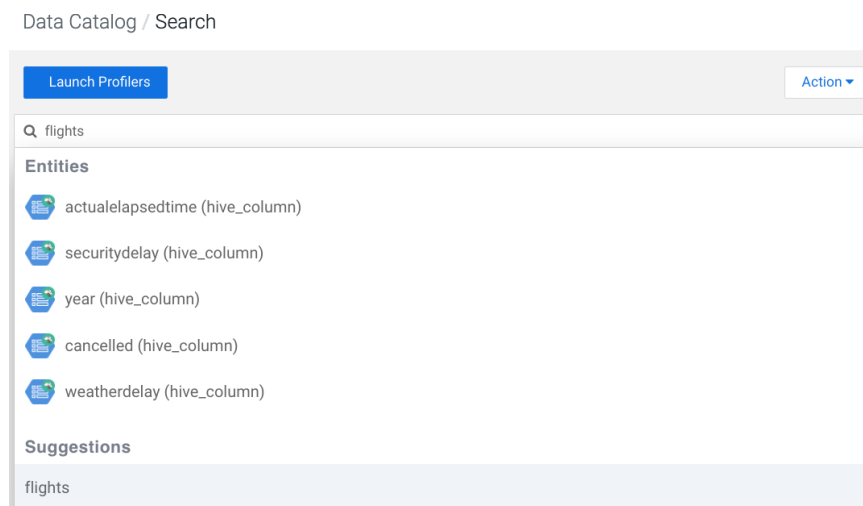 Data Catalog / Search
Launch Profilers
Action
flights
Entities
actualelapsedtime (hive_column)
securitydelay (hive_column)
year (hive_column)
cancelled (hive_column)
weatherdelay (hive_column)
Suggestions
flights